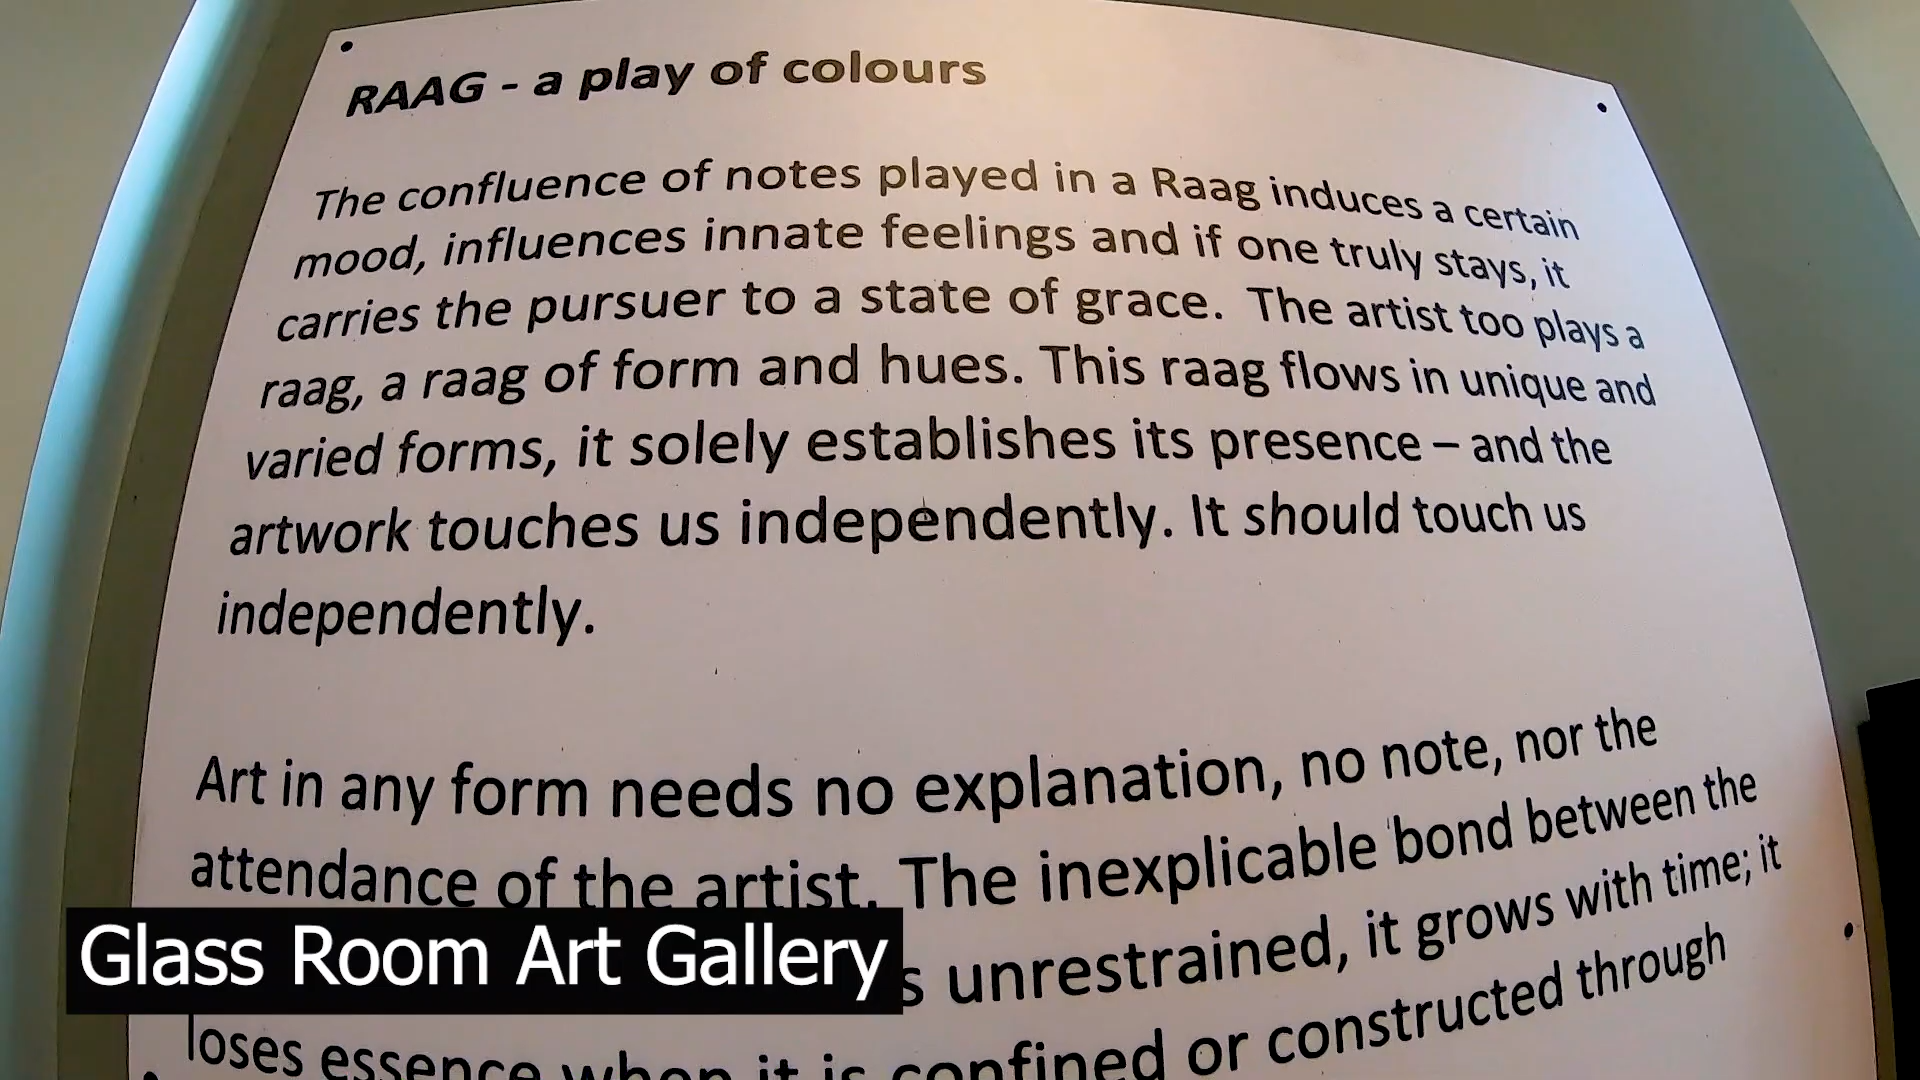 RAAG - a play of colours
The confluence of notes played in a Raag induces a certain
mood, influences innate feelings and if one truly stays, it
carries the pursuer to a state of grace. The artist too plays a
raag, a raag of form and hues. This raag flows in unique and
varied forms, it solely establishes its presence – and the
artwork touches us independently. It should touch us
independently.
Art in any form needs no explanation, no note, nor the
attendance of the artist. The inexplicable bond between the
unrestrained, it grows with time; it
loses essence when it is confined or constructed through
Glass Room Art Gallery